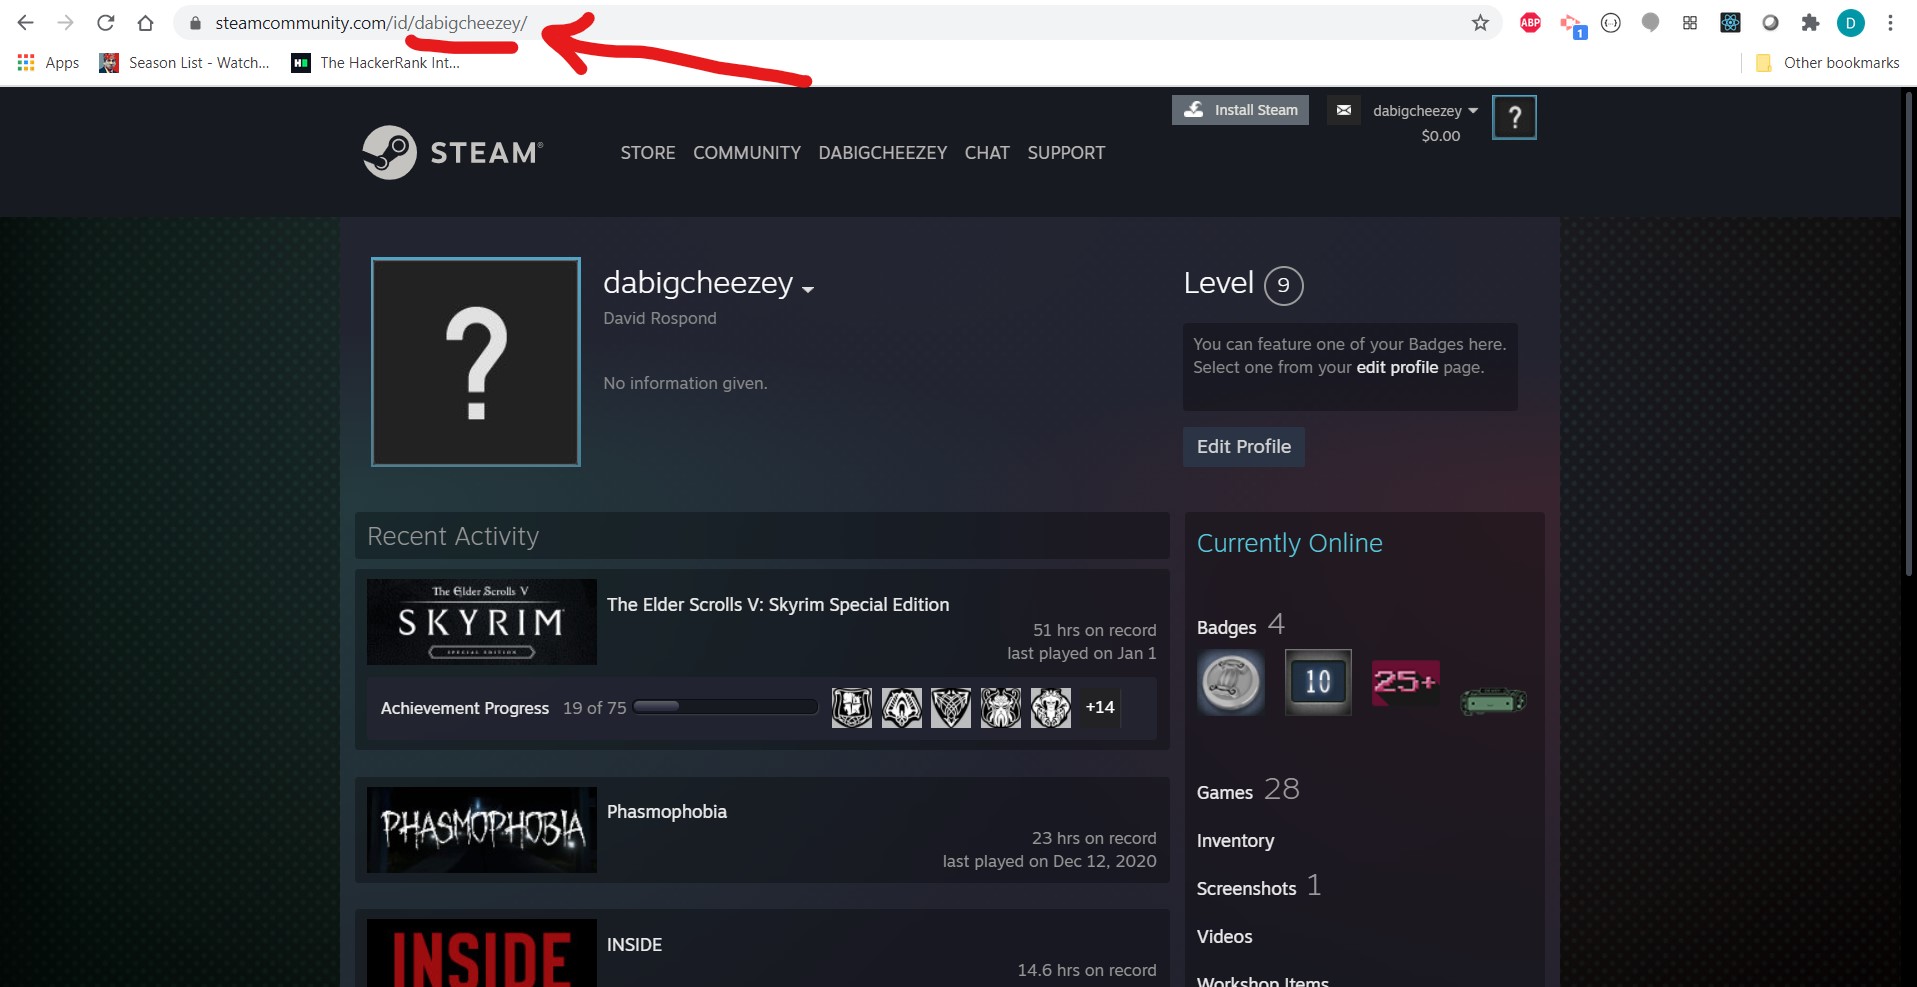 steamcommunity.com/id/dabigcheezey/
ABP
1
D
Apps
Season List - Watch...
The HackerRank Int...
Other bookmarks
Install Steam
dabigcheezey
$0.00
?
STEAM®
STORE COMMUNITY DABIGCHEEZEY CHAT SUPPORT
?
dabigcheezey
David Rospond
No information given.
Level 9
You can feature one of your Badges here.
Select one from your edit profile page.
Edit Profile
Recent Activity
The Elder Scrolls V
SKYRIM
SPECIAL EDITION
The Elder Scrolls V: Skyrim Special Edition
51 hrs on record
last played on Jan 1
Achievement Progress 19 of 75
+14
PHASMOPHOBIA
Phasmophobia
23 hrs on record
last played on Dec 12, 2020
INSIDE
INSIDE
14.6 hrs on record
Currently Online
Badges 4
10
25+
Games 28
Inventory
Screenshots 1
Videos
Workshop Items